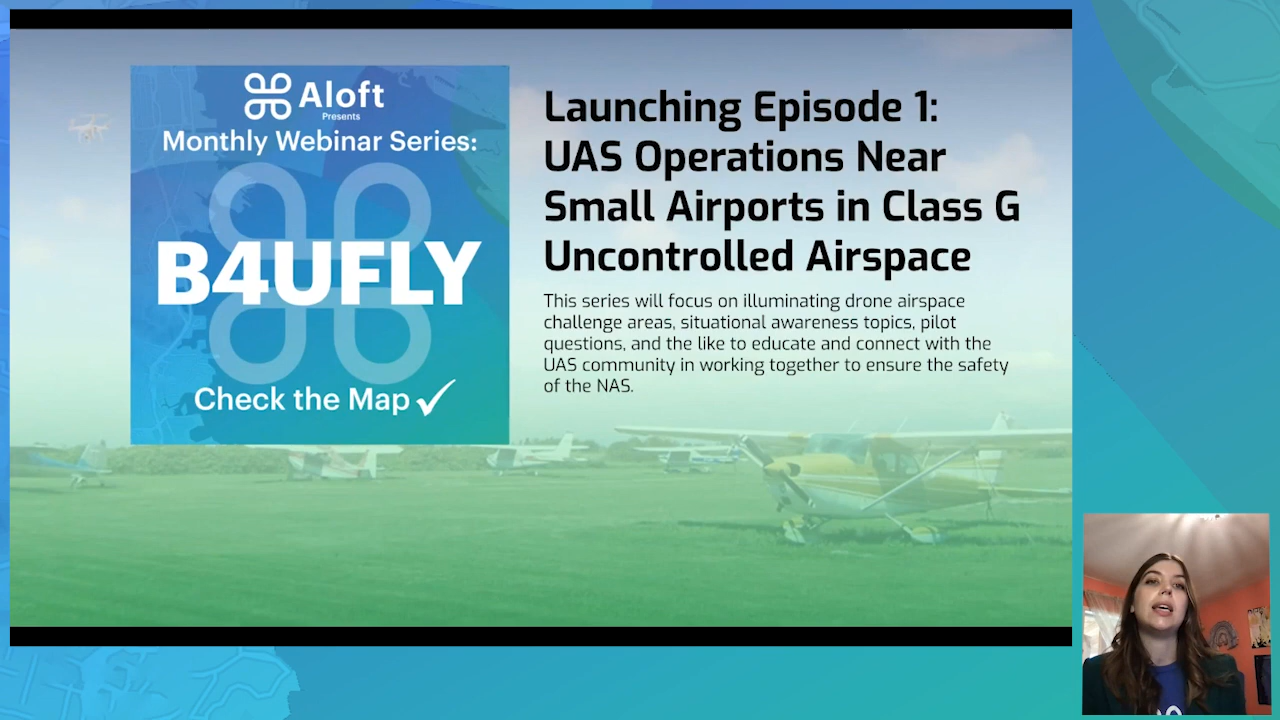 Aloft
Presents
Monthly Webinar Series:
B4UFLY
Check the Map
Launching Episode 1:
UAS Operations Near
Small Airports in Class G
Uncontrolled Airspace
This series will focus on illuminating drone airspace
challenge areas, situational awareness topics, pilot
questions, and the like to educate and connect with the
UAS community in working together to ensure the safety
of the NAS.